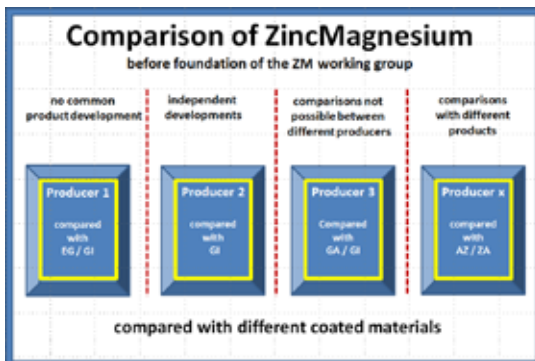 Comparison of ZincMagnesium
before foundation of the ZM working group
no common
product development
independent
developments
comparisons not
possible between
different producers
comparisons
with different
products
Producer 1
compared
with
EG / GI
Producer 2
compared
with
GI
Producer 3
Compared
with
GA / GI
Producer x
compared
with
AZ / ZA
compared with different coated materials